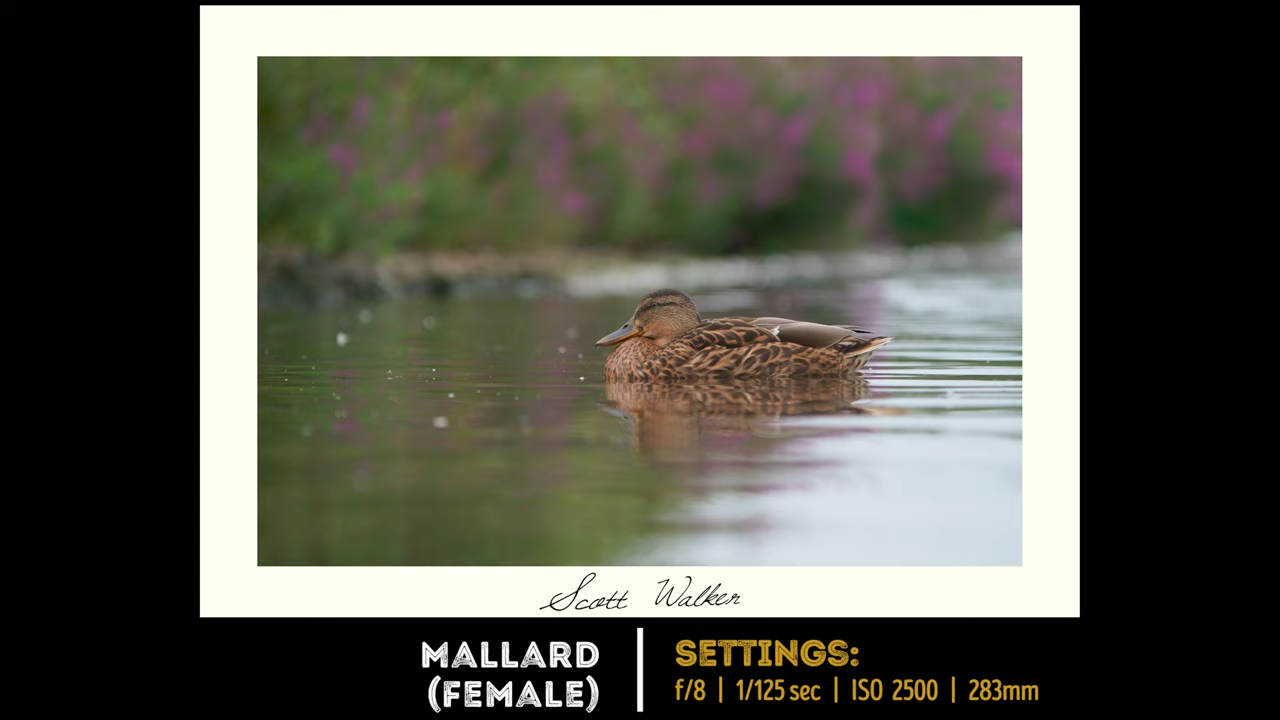 Scott Walker
MALLARD
(FEMALE)
SETTINGS:
f/8 | 1/125 sec | ISO 2500 | 283mm